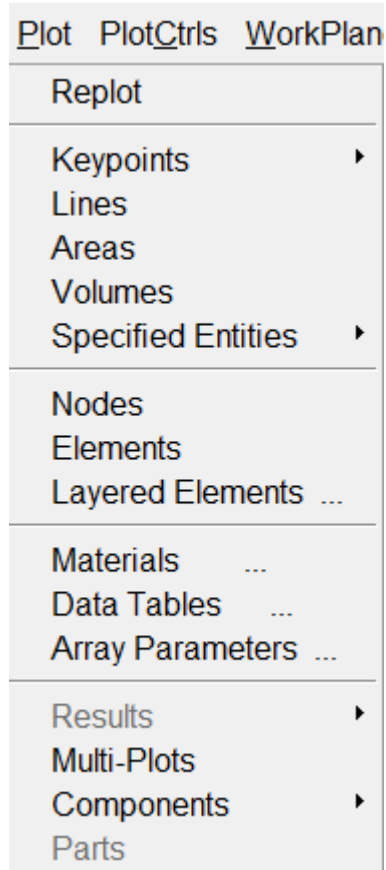 Plot PlotCtrls WorkPlan
Replot
Keypoints
Lines
Areas
Volumes
Specified Entities
Nodes
Elements
Layered Elements ...
Materials ...
Data Tables ...
Array Parameters ...
Results
Multi-Plots
Components
Parts